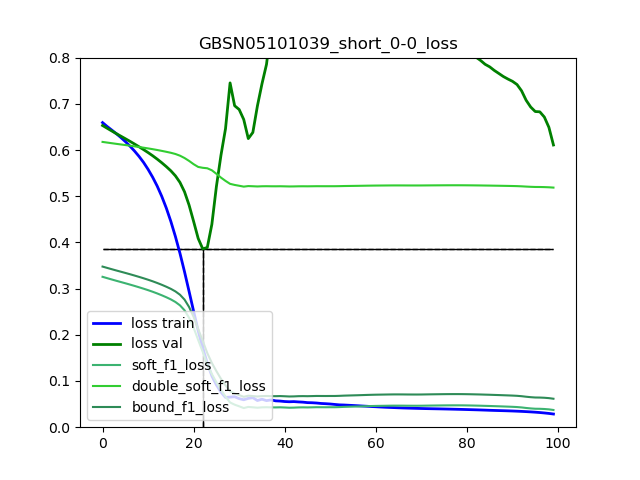 GBSN05101039_short_0-0_loss
0.8
0.7
0.6
0.5
0.4
0.3
0.2
0.1
0.0
loss train
loss val
soft_f1_loss
double_soft_f1_loss
bound_f1_loss
0 20 40 60 80 100